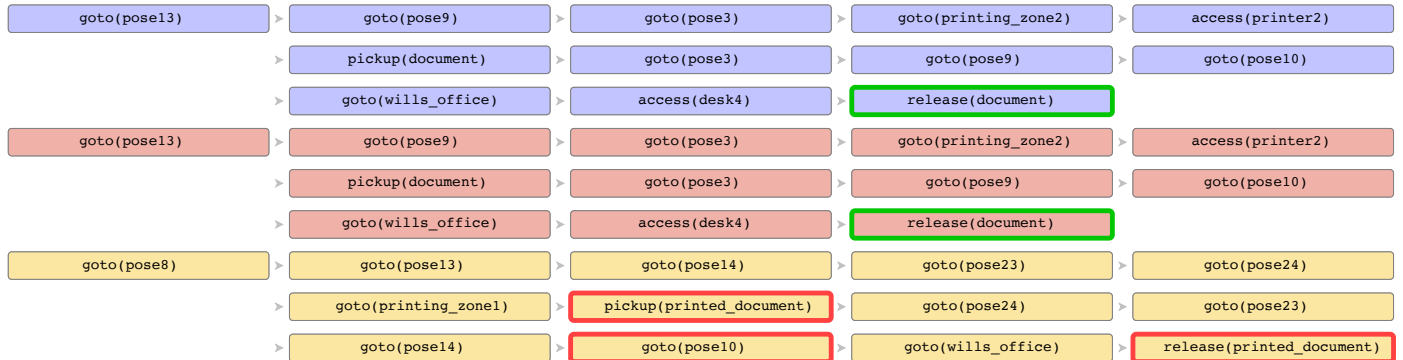 goto(pose13) goto(pose9) goto(pose3) goto(printing_zone2) access(printer2)
pickup(document) goto(pose3) goto(pose9) goto(pose10)
goto(wills_office) access(desk4) release(document)
goto(pose13) goto(pose9) goto(pose3) goto(printing_zone2) access(printer2)
pickup(document) goto(pose3) goto(pose9) goto(pose10)
goto(wills_office) access(desk4) release(document)
goto(pose8) goto(pose13) goto(pose14) goto(pose23) goto(pose24)
goto(printing_zone1) pickup(printed_document) goto(pose24) goto(pose23)
goto(pose14) goto(pose10) goto(wills_office) release(printed_document)